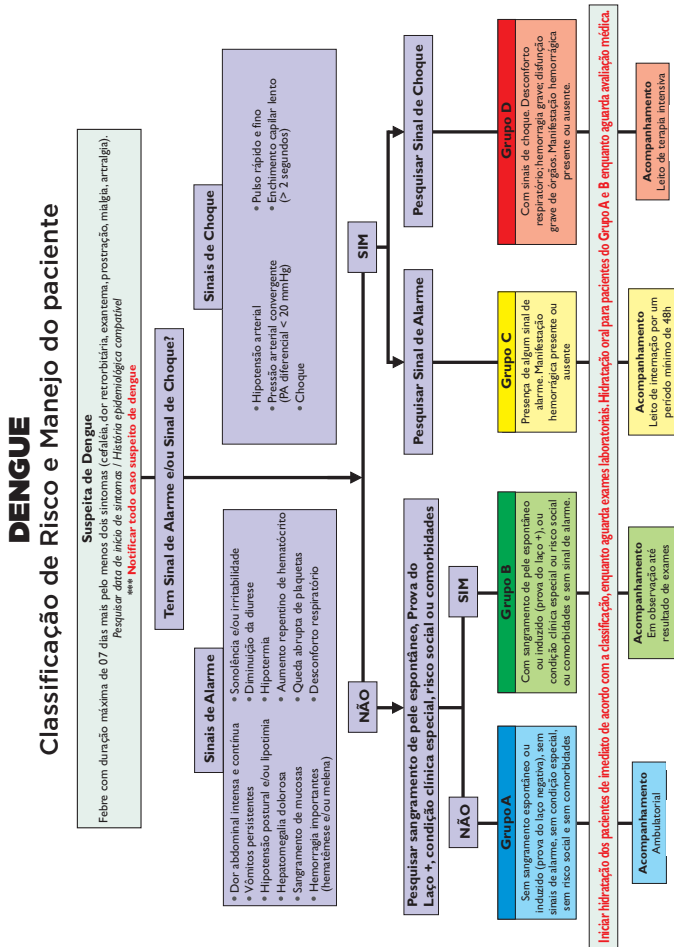 DENGUE
Classificação de Risco e Manejo do paciente
Suspeita de Dengue
Febre com duração máxima de 07 dias mais pelo menos dois sintomas (cefaléia, dor retrorbitária, exantema, prostração, mialgia, artralgia).
Pesquisar data de início de sintomas / História epidemiológica compatível
*** Notificar todo caso suspeito de dengue
Tem Sinal de Alarme e/ou Sinal de Choque?
Sinais de Alarme
• Dor abdominal intensa e contínua
• Vômitos persistentes
• Hipotensão postural e/ou lipotimia
• Hepatomegália dolorosa
• Sangramento de mucosas
• Hemorragia importantes
(hematêmese e/ou melena)
• Sonolência e/ou irritabilidade
• Diminuição da diurese
• Hipotermia
• Aumento repentino de hematócrito
• Queda abrupta de plaquetas
• Desconforto respiratório
Sinais de Choque
• Hipotensão arterial
• Pressão arterial convergente
(PA diferencial < 20 mmHg)
• Choque
• Pulso rápido e fino
• Enchimento capilar lento
(> 2 segundos)
NÃO
SIM
Pesquisar sangramento de pele espontâneo, Prova do
Laço +, condição clínica especial, risco social ou comorbidades
Pesquisar Sinal de Alarme
Pesquisar Sinal de Choque
NÃO
SIM
Grupo A
Sem sangramento espontâneo ou
induzido (prova do laço negativa), sem
sinais de alarme, sem condição especial,
sem risco social e sem comorbidades
Grupo B
Com sangramento de pele espontâneo
ou induzido (prova do laço +), ou
condição clínica especial ou risco social
ou comorbidades e sem sinal de alarme.
Grupo C
Presença de algum sinal de
alarme. Manifestação
hemorrágica presente ou
ausente
Grupo D
Com sinais de choque. Desconforto
respiratório; hemorragia grave; disfunção
grave de órgãos. Manifestação hemorrágica
presente ou ausente.
Iniciar hidratação dos pacientes de imediato de acordo com a classificação, enquanto aguarda exames laboratoriais. Hidratação oral para pacientes do Grupo A e B enquanto aguarda avaliação médica.
Acompanhamento
Ambulatorial
Acompanhamento
Em observação até
resultado de exames
Acompanhamento
Leito de internação por um
período mínimo de 48h
Acompanhamento
Leito de terapia intensiva